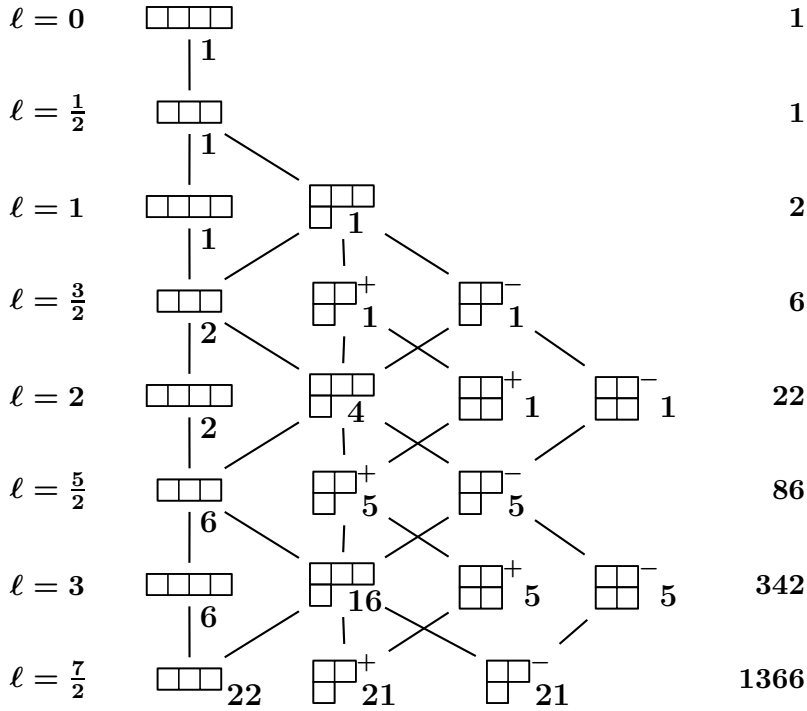 ℓ = 0 1 1
ℓ = 1/2 1 1
ℓ = 1 1 1 2
ℓ = 3/2 2 + 1 − 1 6
ℓ = 2 2 4 + 1 − 1 22
ℓ = 5/2 6 + 5 − 5 86
ℓ = 3 6 16 + 5 − 5 342
ℓ = 7/2 22 + 21 − 21 1366